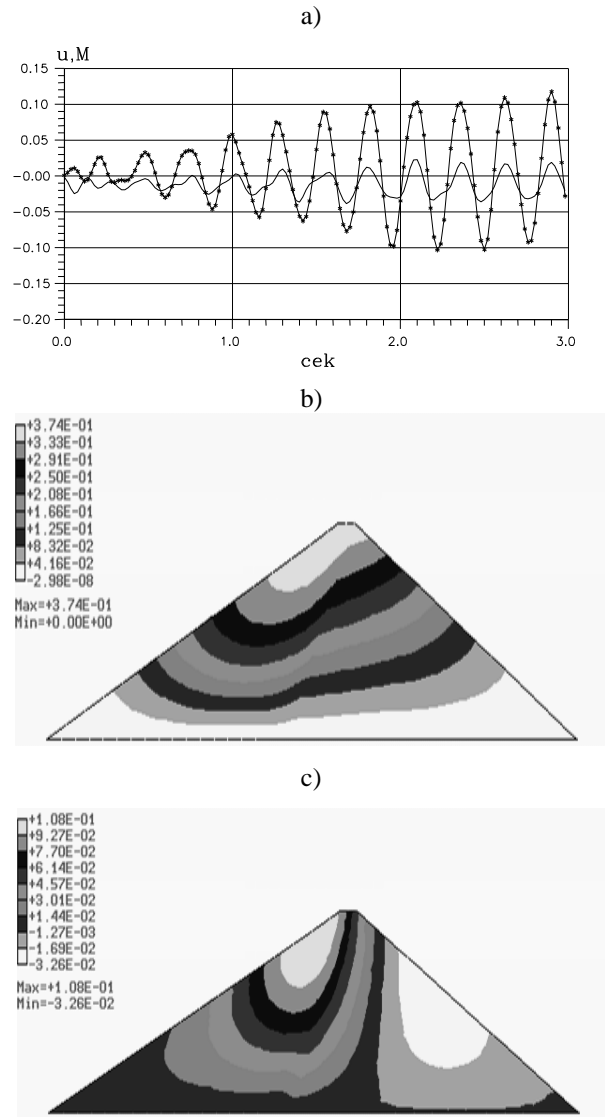 a)
u,M
0.15
0.10
0.05
-0.00
-0.05
-0.10
-0.15
-0.20
0.0 1.0 2.0 3.0
сек
b)
+3.74E-01
+3.33E-01
+2.91E-01
+2.50E-01
+2.08E-01
+1.66E-01
+1.25E-01
+8.32E-02
+4.16E-02
-2.98E-08
Max=+3.74E-01
Min=+0.00E+00
c)
+1.08E-01
+9.27E-02
+7.70E-02
+6.14E-02
+4.57E-02
+3.01E-02
+1.44E-02
-1.27E-03
-1.69E-02
-3.26E-02
Max=+1.08E-01
Min=-3.26E-02